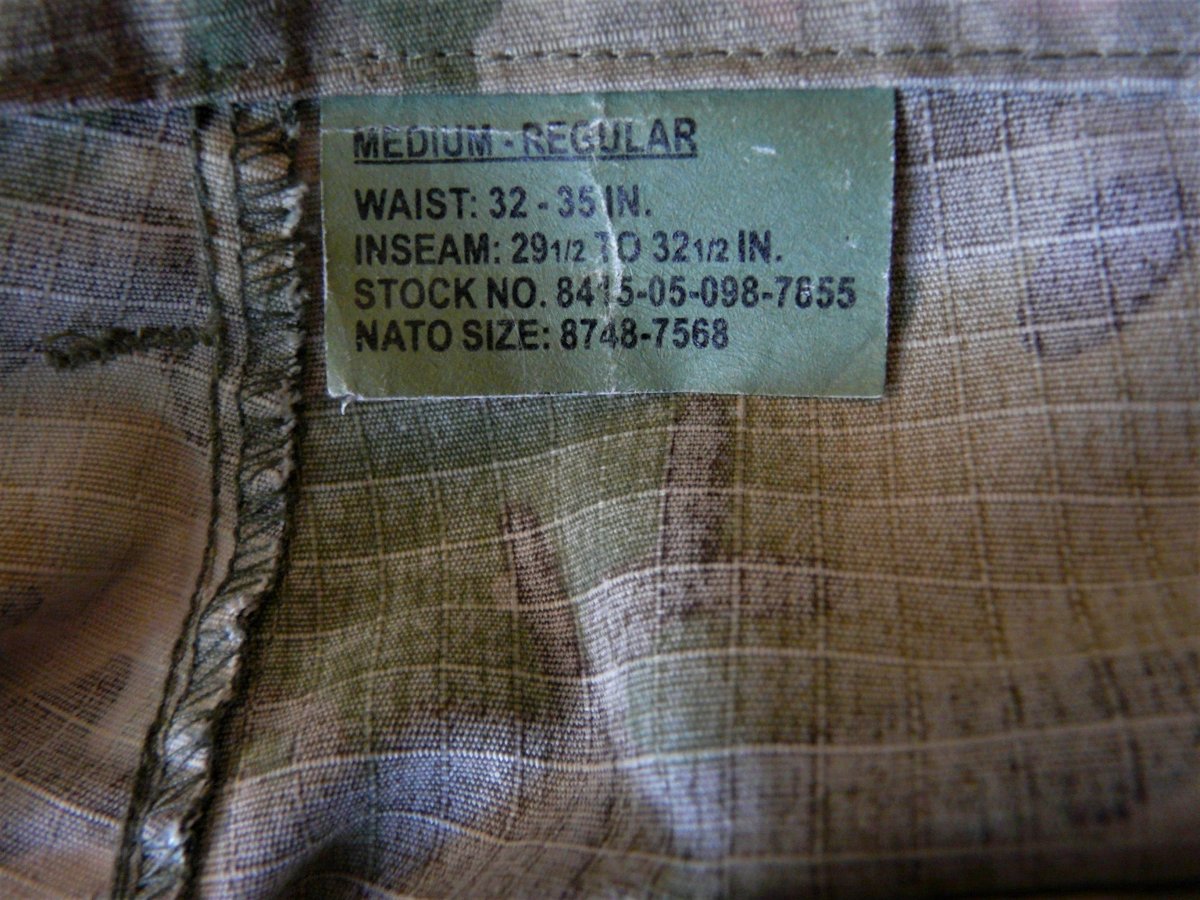 MEDIUM - REGULAR
WAIST: 32 - 35 IN.
INSEAM: 29 1/2 TO 32 1/2 IN.
STOCK NO. 8415-05-098-7655
NATO SIZE: 8748-7568